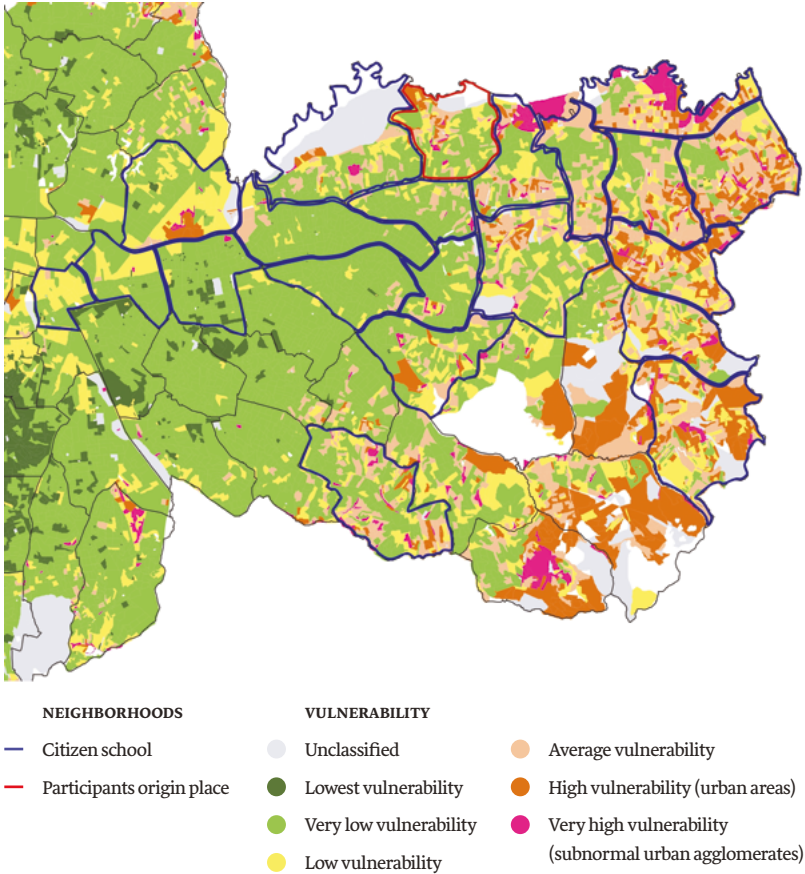 NEIGHBORHOODS
Citizen school
Participants origin place
VULNERABILITY
Unclassified
Lowest vulnerability
Very low vulnerability
Low vulnerability
Average vulnerability
High vulnerability (urban areas)
Very high vulnerability
(subnormal urban agglomerates)